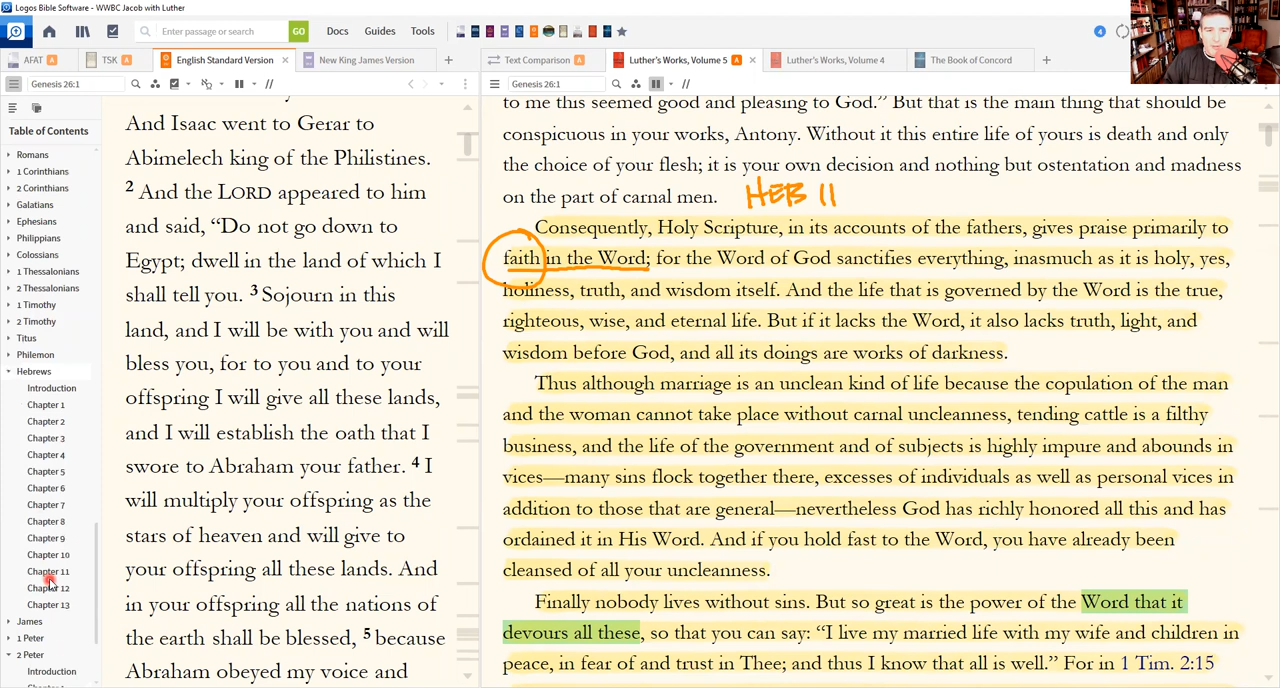 Logos Bible Software - WWBC Jacob with Luther
Enter passage or search
GO
Docs Guides Tools
4
AFAT A
TSK A
English Standard Version
New King James Version
Text Comparison A
Luther's Works, Volume 5 A
Luther's Works, Volume 4
The Book of Concord
Genesis 26:1
Genesis 26:1
Table of Contents
Romans
1 Corinthians
2 Corinthians
Galatians
Ephesians
Philippians
Colossians
1 Thessalonians
2 Thessalonians
1 Timothy
2 Timothy
Titus
Philemon
Hebrews
Introduction
Chapter 1
Chapter 2
Chapter 3
Chapter 4
Chapter 5
Chapter 6
Chapter 7
Chapter 8
Chapter 9
Chapter 10
Chapter 11
Chapter 12
Chapter 13
James
1 Peter
2 Peter
Introduction
And Isaac went to Gerar to
Abimelech king of the Philistines.
2 And the LORD appeared to him
and said, “Do not go down to
Egypt; dwell in the land of which I
shall tell you. 3 Sojourn in this
land, and I will be with you and will
bless you, for to you and to your
offspring I will give all these lands,
and I will establish the oath that I
swore to Abraham your father. 4 I
will multiply your offspring as the
stars of heaven and will give to
your offspring all these lands. And
in your offspring all the nations of
the earth shall be blessed, 5 because
Abraham obeyed my voice and
to me this seemed good and pleasing to God.” But that is the main thing that should be
conspicuous in your works, Antony. Without it this entire life of yours is death and only
the choice of your flesh; it is your own decision and nothing but ostentation and madness
on the part of carnal men.
HEB 11
Consequently, Holy Scripture, in its accounts of the fathers, gives praise primarily to
faith in the Word; for the Word of God sanctifies everything, inasmuch as it is holy, yes,
holiness, truth, and wisdom itself. And the life that is governed by the Word is the true,
righteous, wise, and eternal life. But if it lacks the Word, it also lacks truth, light, and
wisdom before God, and all its doings are works of darkness.
Thus although marriage is an unclean kind of life because the copulation of the man
and the woman cannot take place without carnal uncleanness, tending cattle is a filthy
business, and the life of the government and of subjects is highly impure and abounds in
vices—many sins flock together there, excesses of individuals as well as personal vices in
addition to those that are general—nevertheless God has richly honored all this and has
ordained it in His Word. And if you hold fast to the Word, you have already been
cleansed of all your uncleanness.
Finally nobody lives without sins. But so great is the power of the Word that it
devours all these, so that you can say: “I live my married life with my wife and children in
peace, in fear of and trust in Thee; and thus I know that all is well.” For in 1 Tim. 2:15